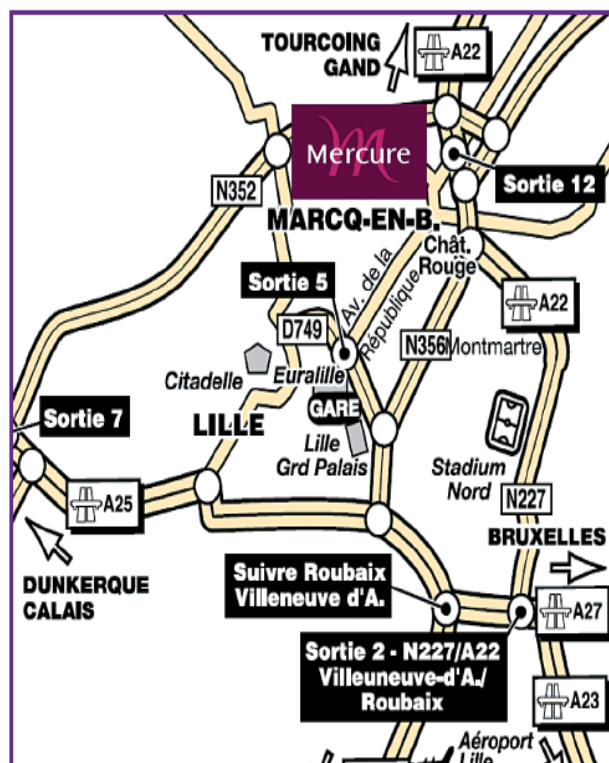 TOURCOING
GAND
A22
Mercure
Sortie 12
N352
MARCQ-EN-B.
Chât.
Rouge
Sortie 5
Av. de la
République
A22
D749
N356
Montmartre
Citadelle
Euralille
GARE
Sortie 7
LILLE
Lille
Grd Palais
Stadium
Nord
A25
N227
BRUXELLES
DUNKERQUE
CALAIS
Suivre Roubaix
Villeneuve d'A.
A27
Sortie 2 - N227/A22
Villeuneuve-d'A./
Roubaix
A23
Aéroport
Lille